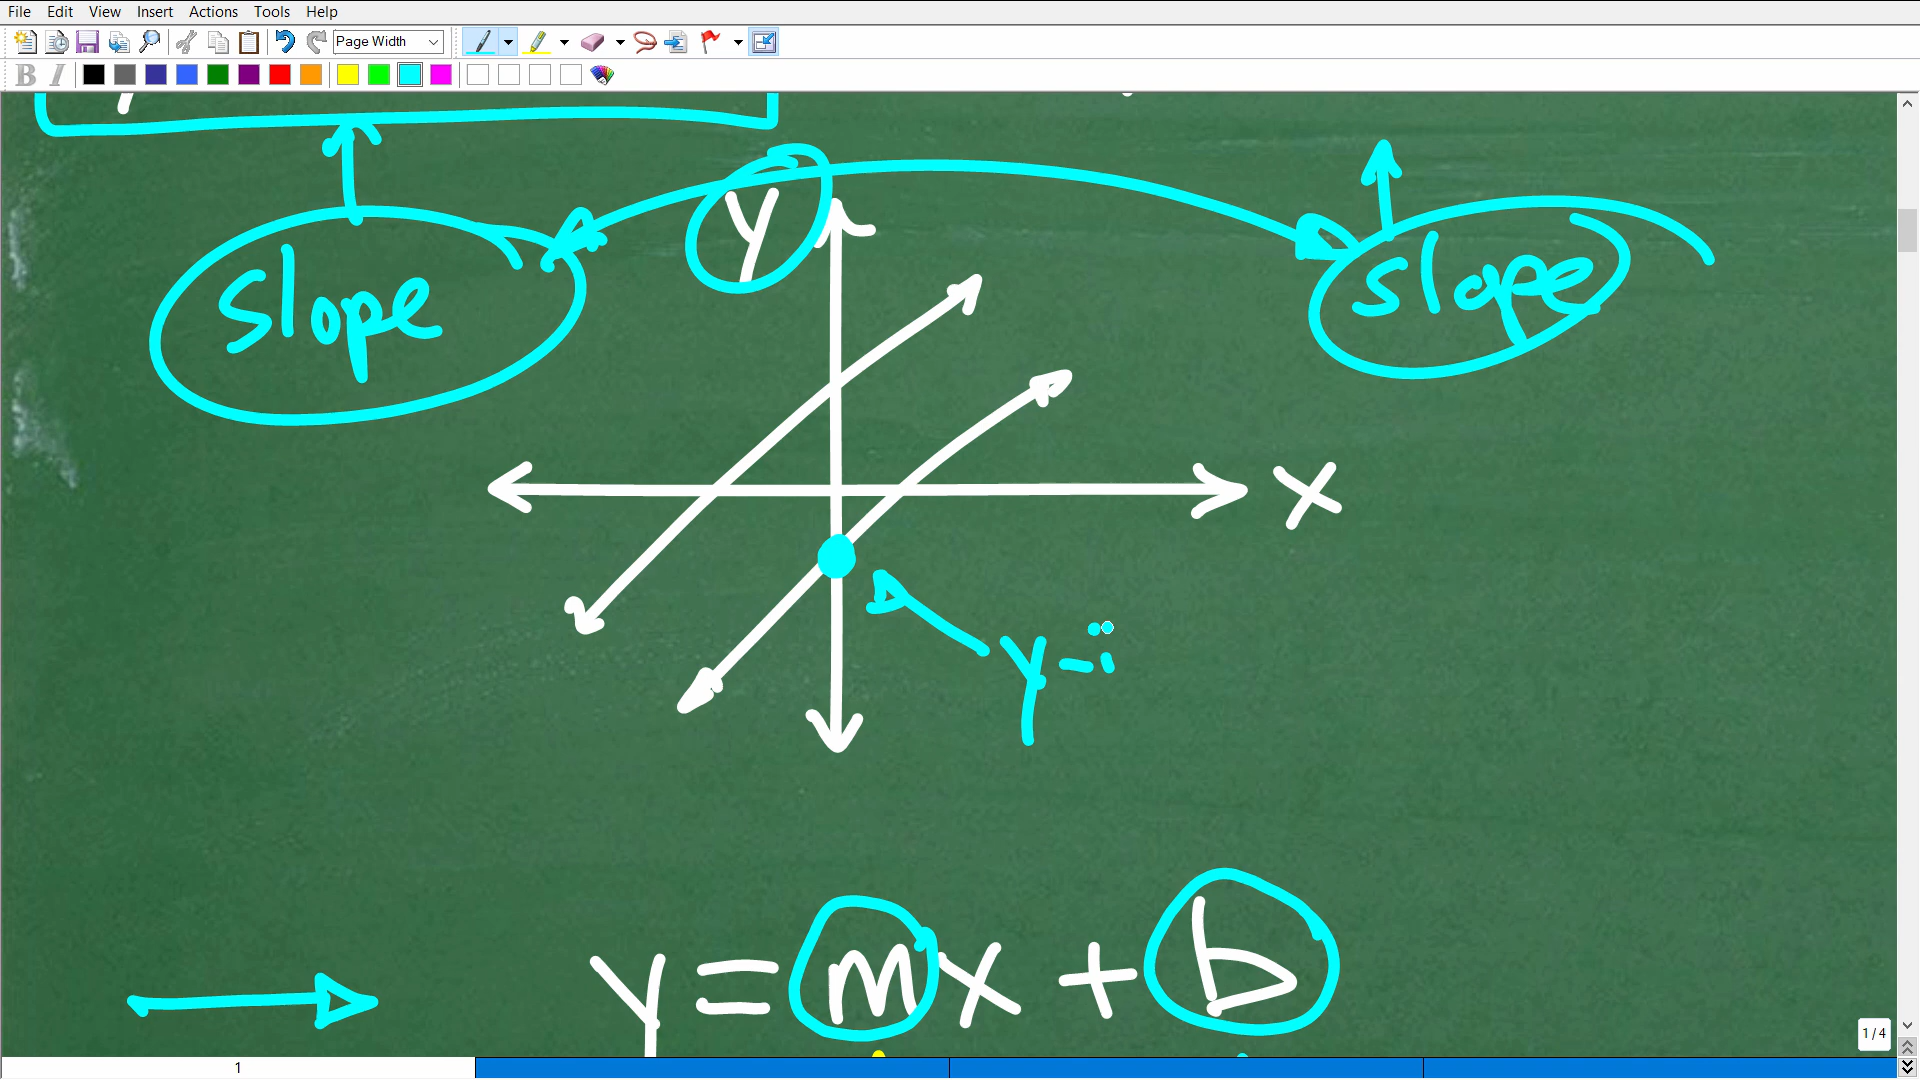 File Edit View Insert Actions Tools Help
Page Width
B I
y
slope
slope
x
y-i
y = mx + b
1 / 4
1